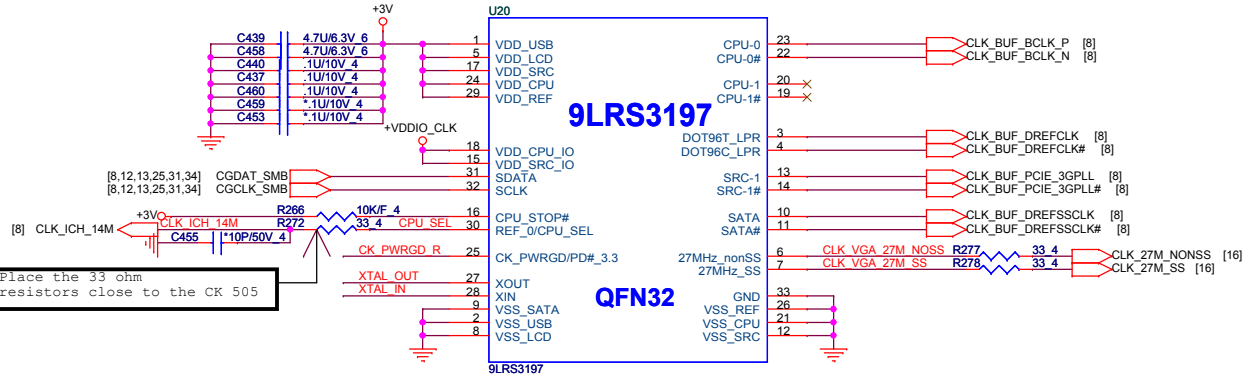 +3V
U20
C439 4.7U/6.3V_6
C458 4.7U/6.3V_6
C440 .1U/10V_4
C437 .1U/10V_4
C460 .1U/10V_4
C459 *.1U/10V_4
C453 *.1U/10V_4
1 VDD_USB
5 VDD_LCD
17 VDD_SRC
24 VDD_CPU
29 VDD_REF
+VDDIO_CLK
18 VDD_CPU_IO
15 VDD_SRC_IO
[8,12,13,25,31,34] CGDAT_SMB 31 SDATA
[8,12,13,25,31,34] CGCLK_SMB 32 SCLK
+3V R266 10K/F_4 16 CPU_STOP#
[8] CLK_ICH_14M CLK_ICH_14M R272 33_4 CPU_SEL 30 REF_0/CPU_SEL
C455 *10P/50V_4
CK_PWRGD_R 25 CK_PWRGD/PD#_3.3
Place the 33 ohm
resistors close to the CK 505
XTAL_OUT 27 XOUT
XTAL_IN 28 XIN
9 VSS_SATA
2 VSS_USB
8 VSS_LCD
9LRS3197
QFN32
CPU-0 23 CLK_BUF_BCLK_P [8]
CPU-0# 22 CLK_BUF_BCLK_N [8]
CPU-1 20
CPU-1# 19
DOT96T_LPR 3 CLK_BUF_DREFCLK [8]
DOT96C_LPR 4 CLK_BUF_DREFCLK# [8]
SRC-1 13 CLK_BUF_PCIE_3GPLL [8]
SRC-1# 14 CLK_BUF_PCIE_3GPLL# [8]
SATA 10 CLK_BUF_DREFSSCLK [8]
SATA# 11 CLK_BUF_DREFSSCLK# [8]
27MHz_nonSS 6 CLK_VGA_27M_NOSS R277 33_4 CLK_27M_NONSS [16]
27MHz_SS 7 CLK_VGA_27M_SS R278 33_4 CLK_27M_SS [16]
GND 33
VSS_REF 26
VSS_CPU 21
VSS_SRC 12
9LRS3197